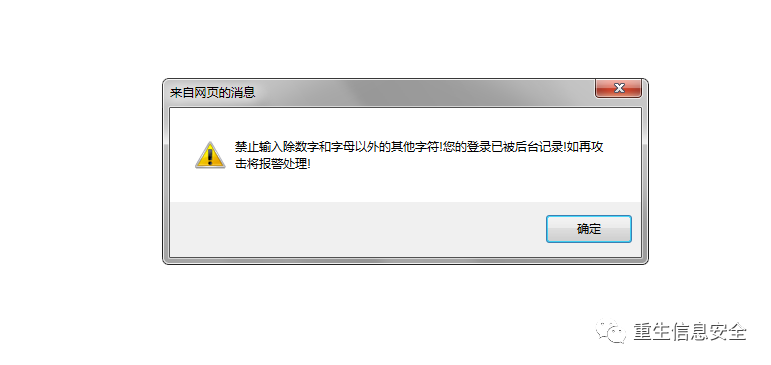 来自网页的消息
禁止输入除数字和字母以外的其他字符!您的登录已被后台记录!如再攻
击将报警处理!
确定
重生信息安全